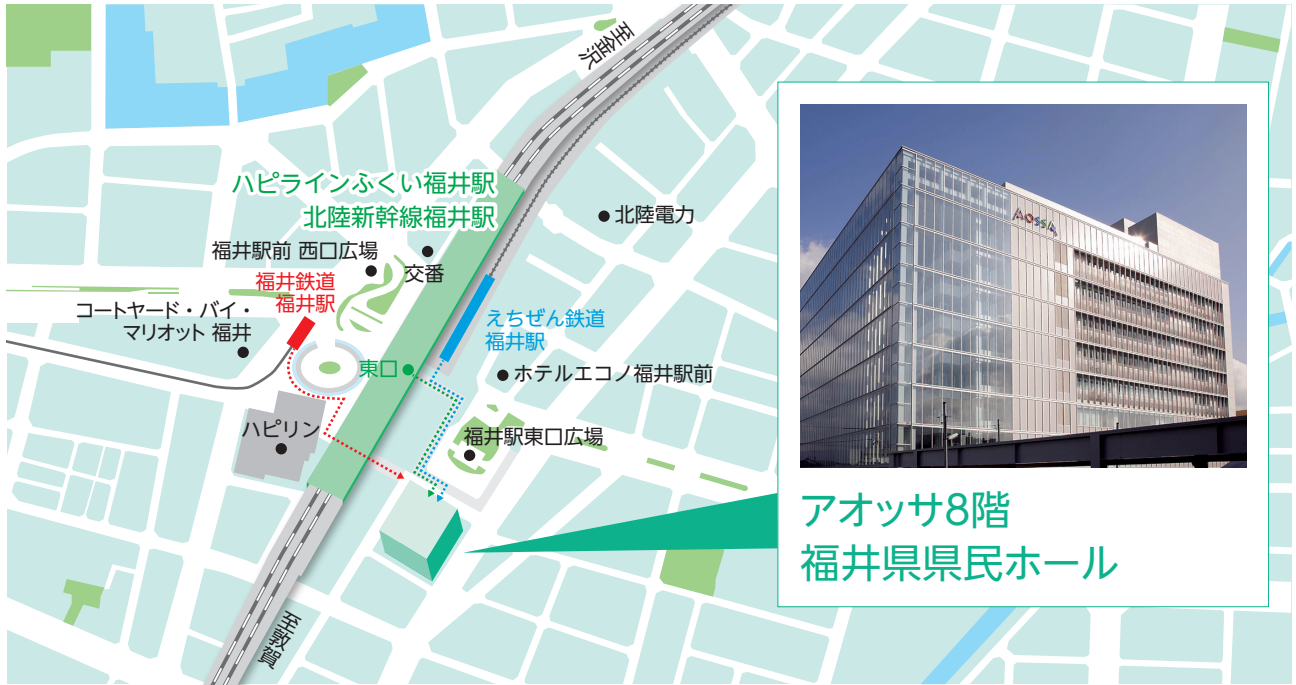 至金沢
ハピラインふくい福井駅
北陸新幹線福井駅
北陸電力
福井駅前 西口広場
交番
福井鉄道
福井駅
コートヤード・バイ・
マリオット 福井
えちぜん鉄道
福井駅
東口
ホテルエコノ福井駅前
ハピリン
福井駅東口広場
至敦賀
AOSSA
アオッサ8階
福井県県民ホール